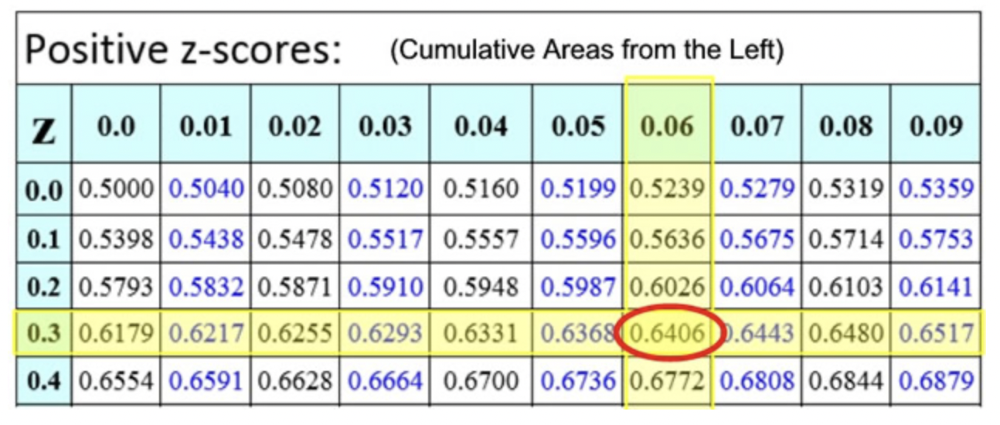 Positive z-scores: (Cumulative Areas from the Left)
z 0.0 0.01 0.02 0.03 0.04 0.05 0.06 0.07 0.08 0.09
0.0 0.5000 0.5040 0.5080 0.5120 0.5160 0.5199 0.5239 0.5279 0.5319 0.5359
0.1 0.5398 0.5438 0.5478 0.5517 0.5557 0.5596 0.5636 0.5675 0.5714 0.5753
0.2 0.5793 0.5832 0.5871 0.5910 0.5948 0.5987 0.6026 0.6064 0.6103 0.6141
0.3 0.6179 0.6217 0.6255 0.6293 0.6331 0.6368 0.6406 0.6443 0.6480 0.6517
0.4 0.6554 0.6591 0.6628 0.6664 0.6700 0.6736 0.6772 0.6808 0.6844 0.6879